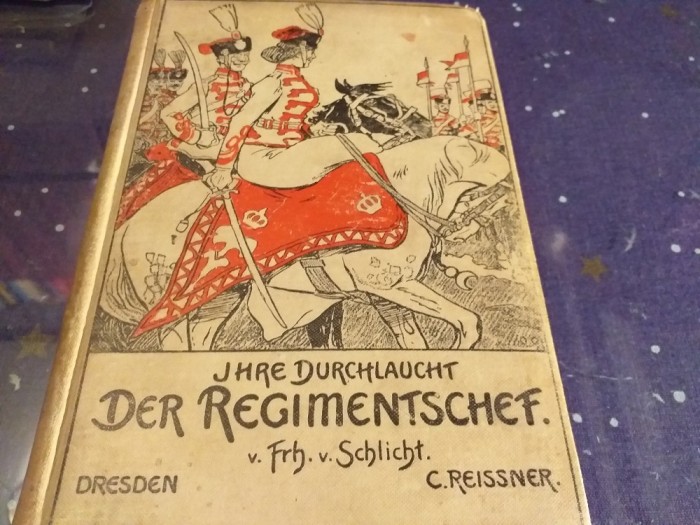 JHRE DURCHLAUCHT
DER REGIMENTSCHEF.
v. Frh. v. Schlicht.
DRESDEN C. REISSNER.